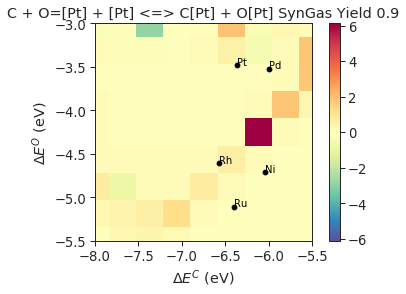 C + O=[Pt] + [Pt] <=> C[Pt] + O[Pt] SynGas Yield 0.9
−3.0
−3.5
−4.0
−4.5
−5.0
−5.5
ΔE^O (eV)
Pt
Pd
Rh
Ni
Ru
−8.0 −7.5 −7.0 −6.5 −6.0 −5.5
ΔE^C (eV)
6
4
2
0
−2
−4
−6